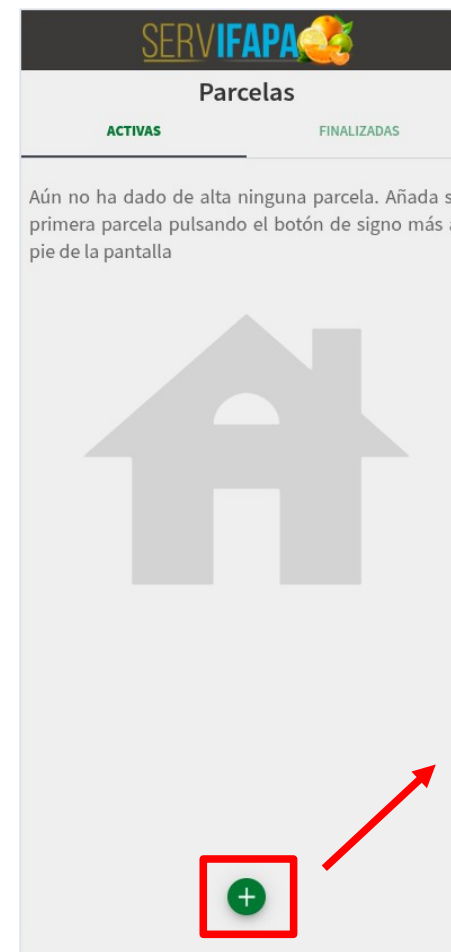 SERVIFAPA
Parcelas
ACTIVAS FINALIZADAS
Aún no ha dado de alta ninguna parcela. Añada s
primera parcela pulsando el botón de signo más a
pie de la pantalla